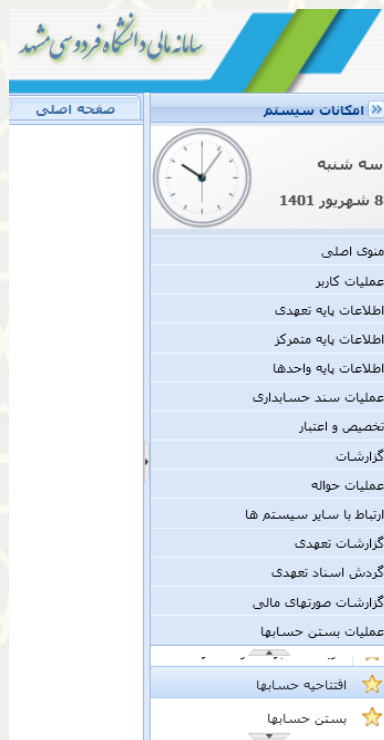 سامانه مالی دانشگاه فردوسی مشهد
امکانات سیستم
صفحه اصلی
سه شنبه
8 شهریور 1401
منوی اصلی
عملیات کاربر
اطلاعات پایه تعهدی
اطلاعات پایه متمرکز
اطلاعات پایه واحدها
عملیات سند حسابداری
تخصیص و اعتبار
گزارشات
عملیات حواله
ارتباط با سایر سیستم ها
گزارشات تعهدی
گردش اسناد تعهدی
گزارشات صورتهای مالی
عملیات بستن حسابها
افتتاحیه حسابها
بستن حسابها